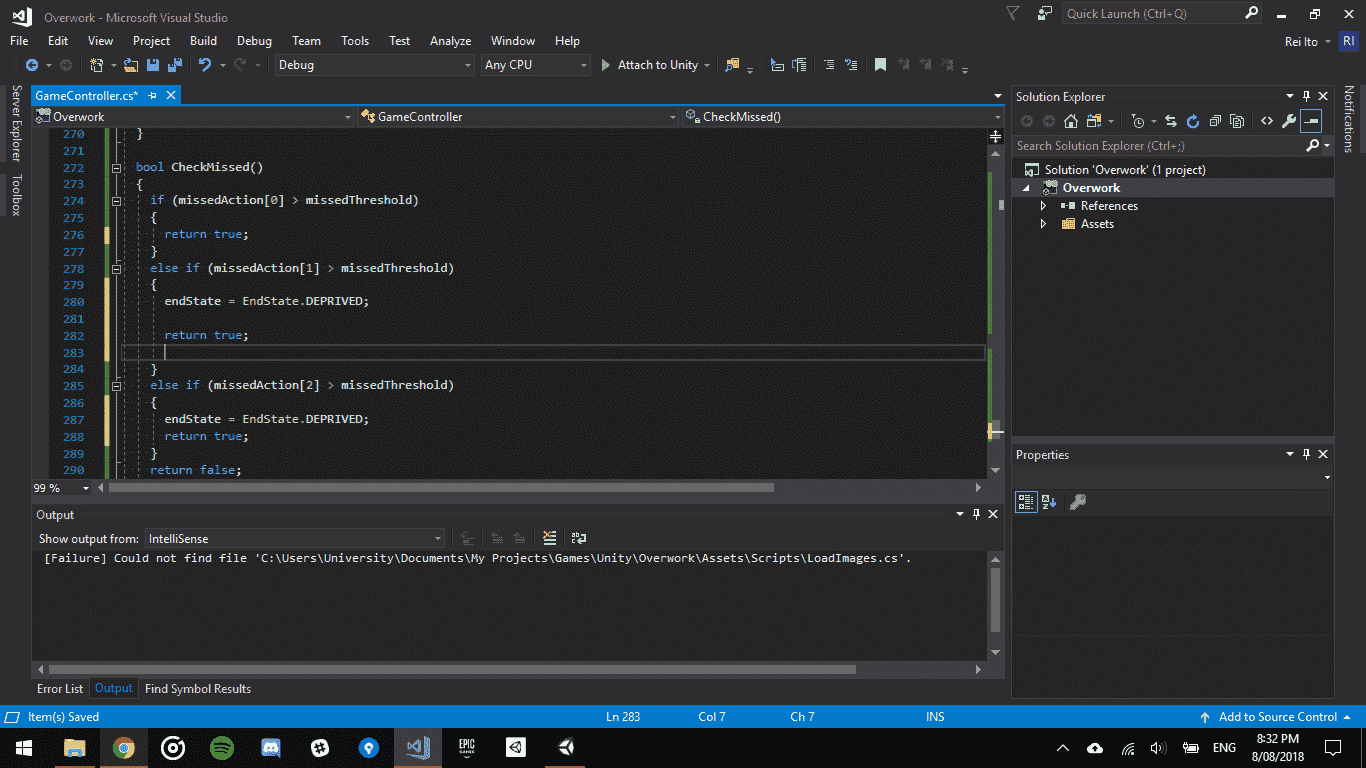 Overwork - Microsoft Visual Studio
Quick Launch (Ctrl+Q)
File Edit View Project Build Debug Team Tools Test Analyze Window Help
Rei Ito RI
Debug Any CPU Attach to Unity
Server Explorer
Toolbox
GameController.cs*
Overwork GameController CheckMissed()
270 }
271
272 bool CheckMissed()
273 {
274 if (missedAction[0] > missedThreshold)
275 {
276 return true;
277 }
278 else if (missedAction[1] > missedThreshold)
279 {
280 endState = EndState.DEPRIVED;
281
282 return true;
283
284 }
285 else if (missedAction[2] > missedThreshold)
286 {
287 endState = EndState.DEPRIVED;
288 return true;
289 }
290 return false;
99 %
Solution Explorer
Search Solution Explorer (Ctrl+;)
Solution 'Overwork' (1 project)
Overwork
References
Assets
Notifications
Properties
Output
Show output from: IntelliSense
[Failure] Could not find file 'C:\Users\University\Documents\My Projects\Games\Unity\Overwork\Assets\Scripts\LoadImages.cs'.
Error List Output Find Symbol Results
Item(s) Saved Ln 283 Col 7 Ch 7 INS Add to Source Control
EPIC
GAMES
ENG
8:32 PM
8/08/2018